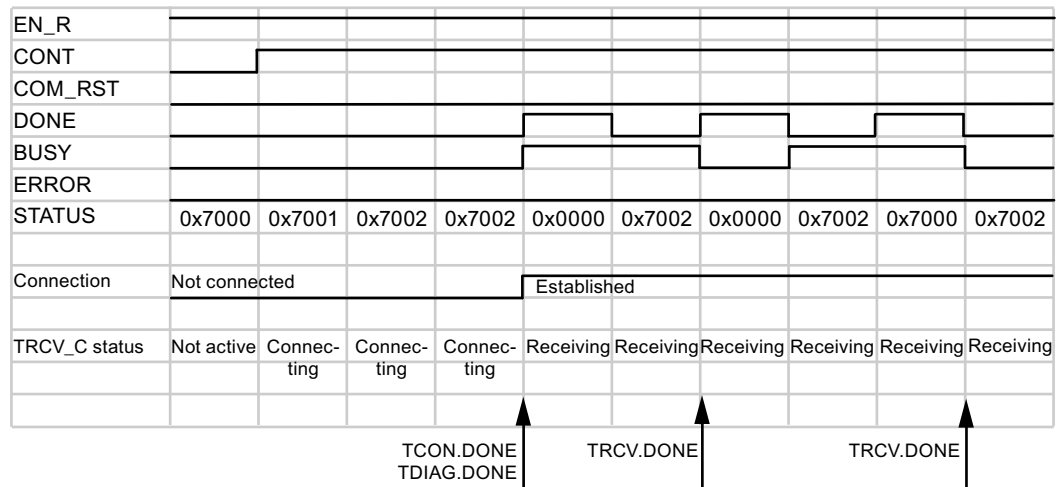 EN_R
CONT
COM_RST
DONE
BUSY
ERROR
STATUS 0x7000 0x7001 0x7002 0x7002 0x0000 0x7002 0x0000 0x7002 0x7000 0x7002
Connection Not connected Established
TRCV_C status Not active Connec- Connec- Connec- Receiving Receiving Receiving Receiving Receiving Receiving
ting ting ting
TCON.DONE TRCV.DONE TRCV.DONE
TDIAG.DONE